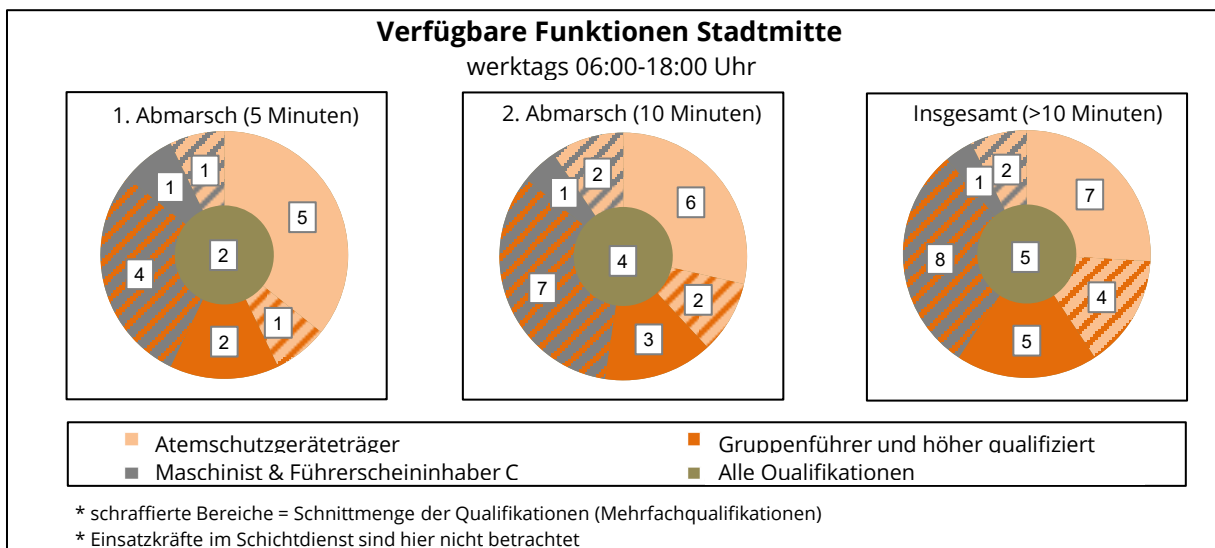 Verfügbare Funktionen Stadtmitte
werktags 06:00-18:00 Uhr
1. Abmarsch (5 Minuten)
1
1
5
2
4
1
2
2. Abmarsch (10 Minuten)
2
1
6
4
7
2
3
Insgesamt (>10 Minuten)
2
1
7
5
8
4
5
Atemschutzgeräteträger
Gruppenführer und höher qualifiziert
Maschinist & Führerscheininhaber C
Alle Qualifikationen
* schraffierte Bereiche = Schnittmenge der Qualifikationen (Mehrfachqualifikationen)
* Einsatzkräfte im Schichtdienst sind hier nicht betrachtet